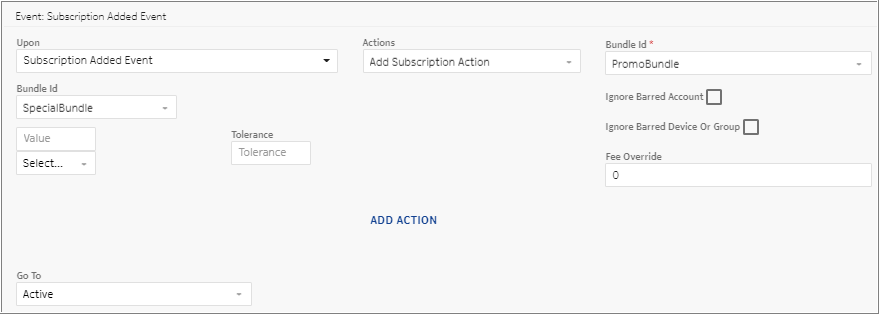 Event: Subscription Added Event
Upon
Subscription Added Event
Actions
Add Subscription Action
Bundle Id *
PromoBundle
Bundle Id
SpecialBundle
Ignore Barred Account
Ignore Barred Device Or Group
Value
Select...
Tolerance
Tolerance
Fee Override
0
ADD ACTION
Go To
Active